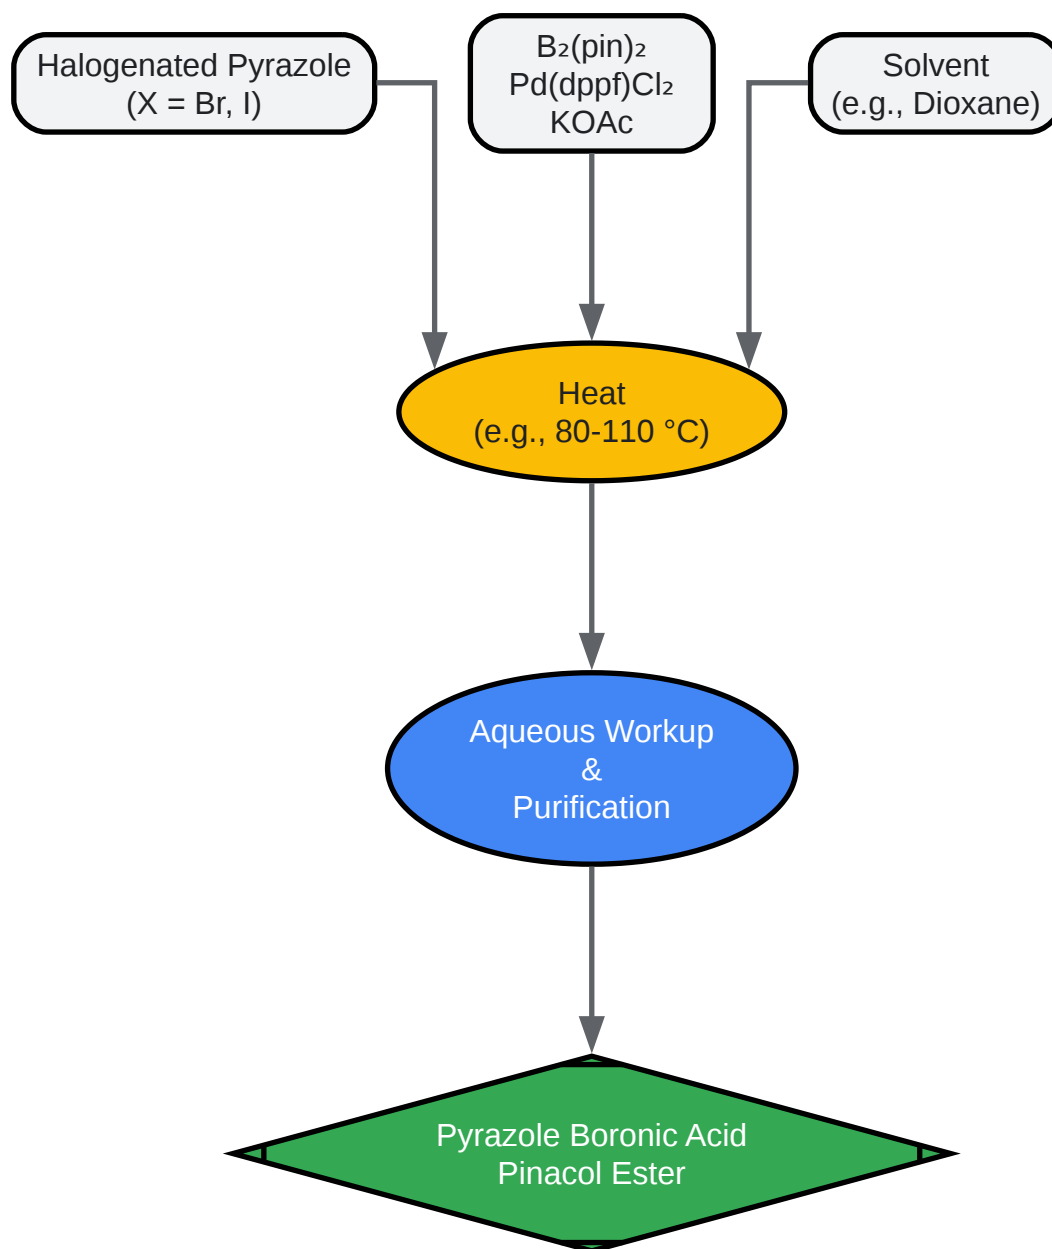 Halogenated Pyrazole
(X = Br, I)
B₂(pin)₂
Pd(dppf)Cl₂
KOAc
Solvent
(e.g., Dioxane)
Heat
(e.g., 80-110 °C)
Aqueous Workup
&
Purification
Pyrazole Boronic Acid
Pinacol Ester